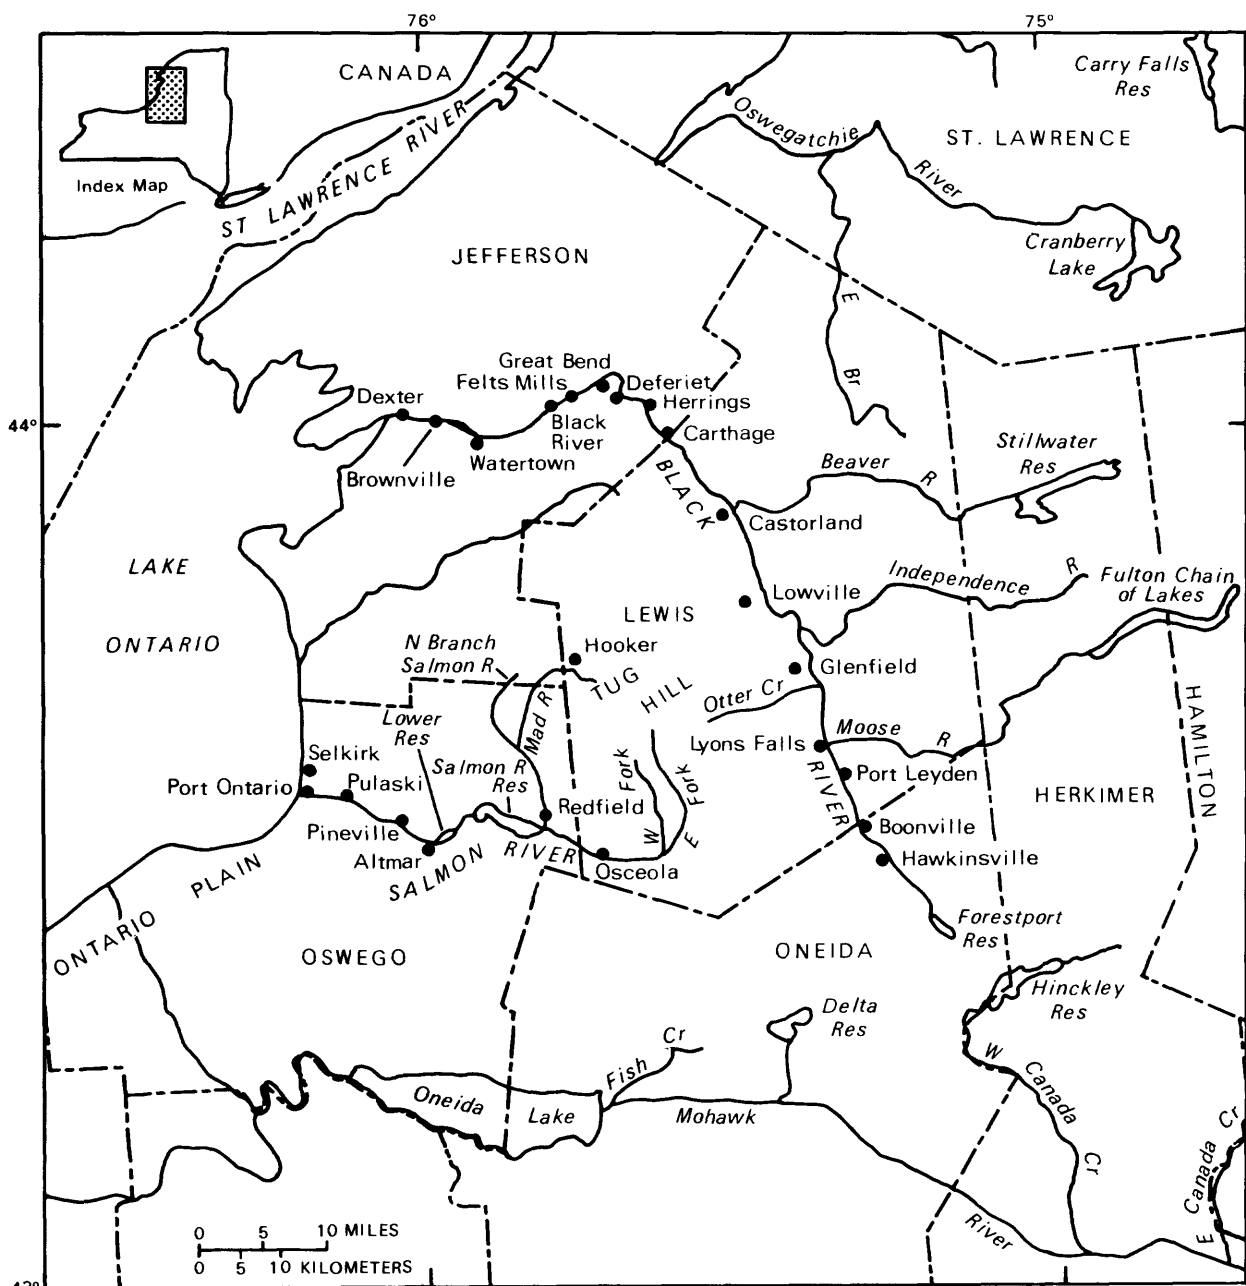 76°
75°
CANADA
Carry Falls
Res
Oswegatchie
ST. LAWRENCE
Index Map
ST LAWRENCE RIVER
River
Cranberry
Lake
JEFFERSON
E
Br
Great Bend
Felts Mills
Deferiet
Dexter
Herrings
44°
Black
River
Carthage
Watertown
Brownville
Stillwater
Res
Beaver R
BLACK
Castorland
LAKE
ONTARIO
Independence R
Fulton Chain
of Lakes
Lowville
LEWIS
N Branch
Salmon R
Hooker
TUG
HILL
Glenfield
Otter Cr
Mad R
HAMILTON
Lower
Res
Moose R
Lyons Falls
Selkirk
Salmon R
Res
W Fork
E Fork
RIVER
Port Leyden
Port Ontario
Pulaski
HERKIMER
Redfield
Pineville
Boonville
Altmar
SALMON RIVER
Osceola
Hawkinsville
ONTARIO PLAIN
Forestport
Res
OSWEGO
ONEIDA
Hinckley
Res
Delta
Res
Fish Cr
W Canada Cr
Oneida Lake
Mohawk
River
E Canada Cr
0 5 10 MILES
0 5 10 KILOMETERS